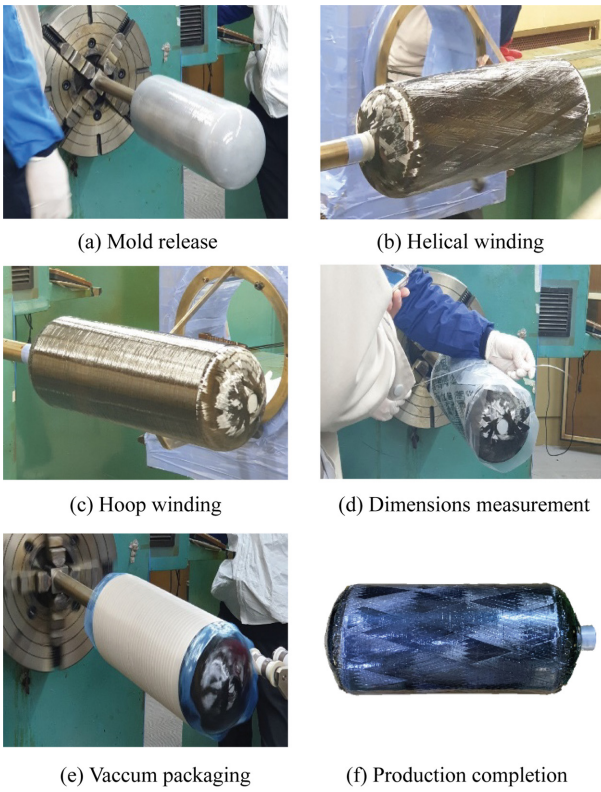 (a) Mold release
(b) Helical winding
(c) Hoop winding
(d) Dimensions measurement
(e) Vaccum packaging
(f) Production completion